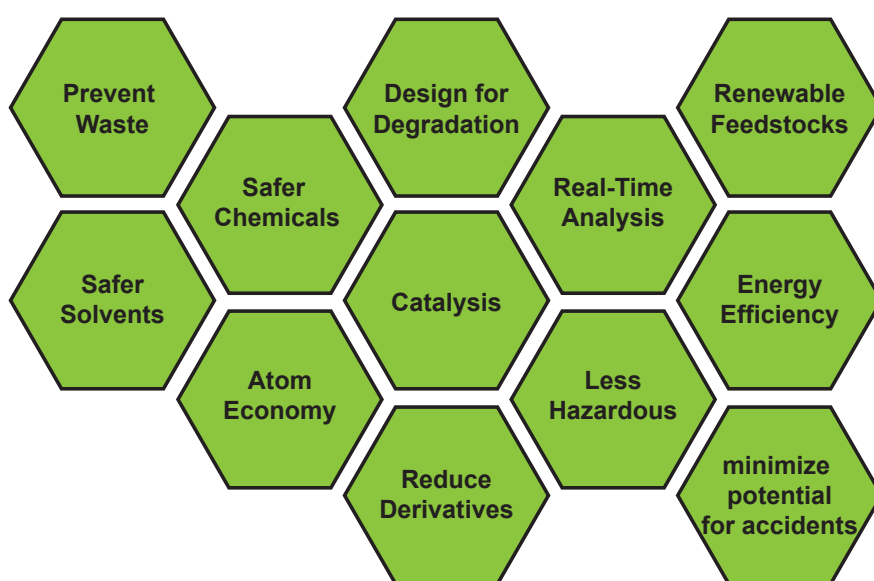 Prevent
Waste
Design for
Degradation
Renewable
Feedstocks
Safer
Chemicals
Real-Time
Analysis
Safer
Solvents
Catalysis
Energy
Efficiency
Atom
Economy
Less
Hazardous
Reduce
Derivatives
minimize
potential
for accidents